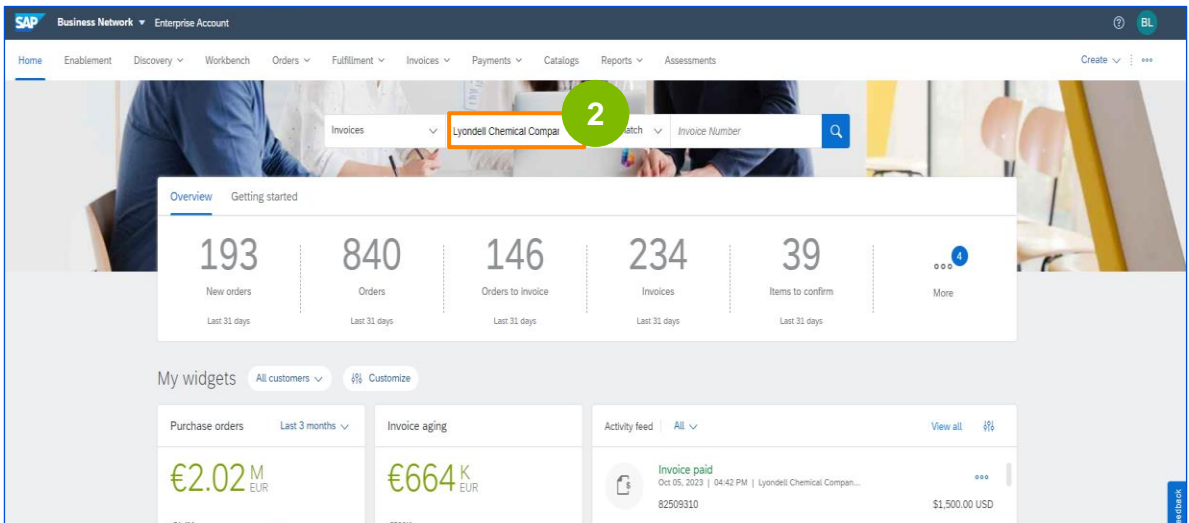 SAP Business Network Enterprise Account BL
Home Enablement Discovery Workbench Orders Fulfillment Invoices Payments Catalogs Reports Assessments Create
2
Invoices Lyondell Chemical Compar atch Invoice Number
Overview Getting started
193 840 146 234 39 4
New orders Orders Orders to invoice Invoices Items to confirm More
Last 31 days Last 31 days Last 31 days Last 31 days Last 31 days
My widgets All customers Customize
Purchase orders Last 3 months Invoice aging Activity feed All View all
€2.02 M EUR €664 K EUR
Invoice paid
Oct 05, 2023 | 04:42 PM | Lyondell Chemical Compan...
82509310 $1,500.00 USD
edback